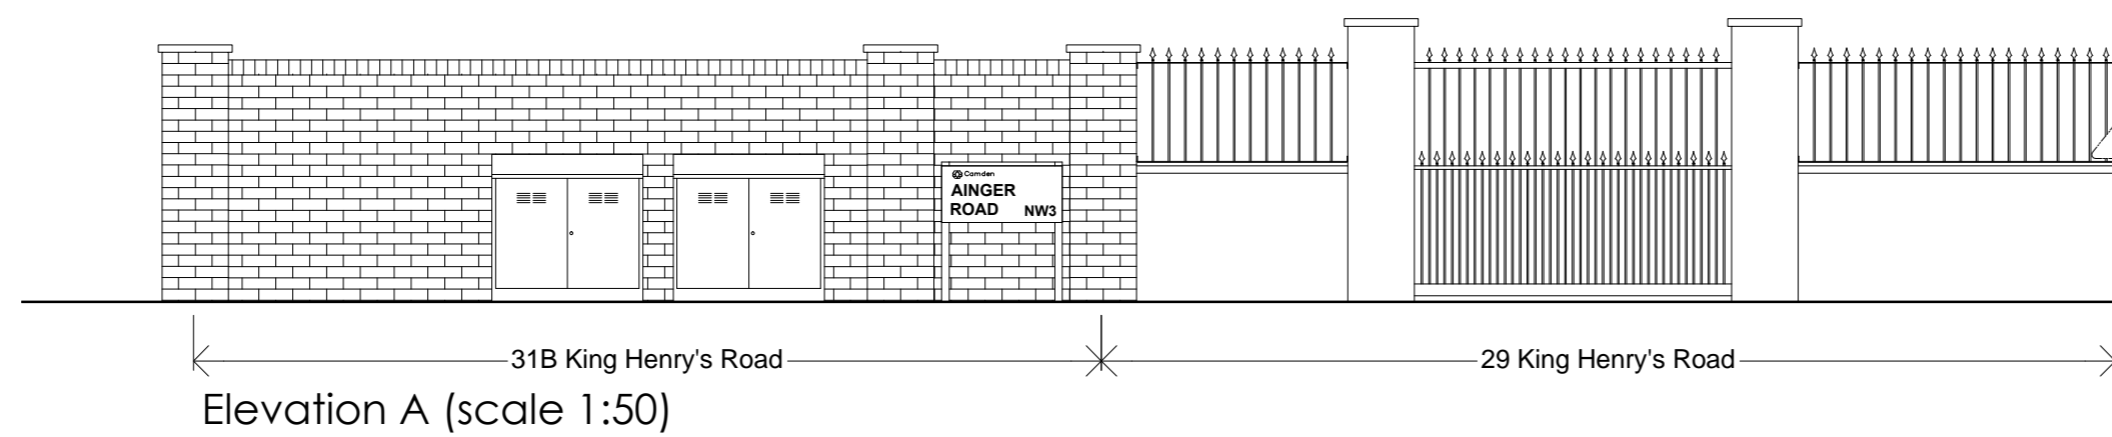 Camden
AINGER
ROAD NW3
31B King Henry's Road
29 King Henry's Road
Elevation A (scale 1:50)